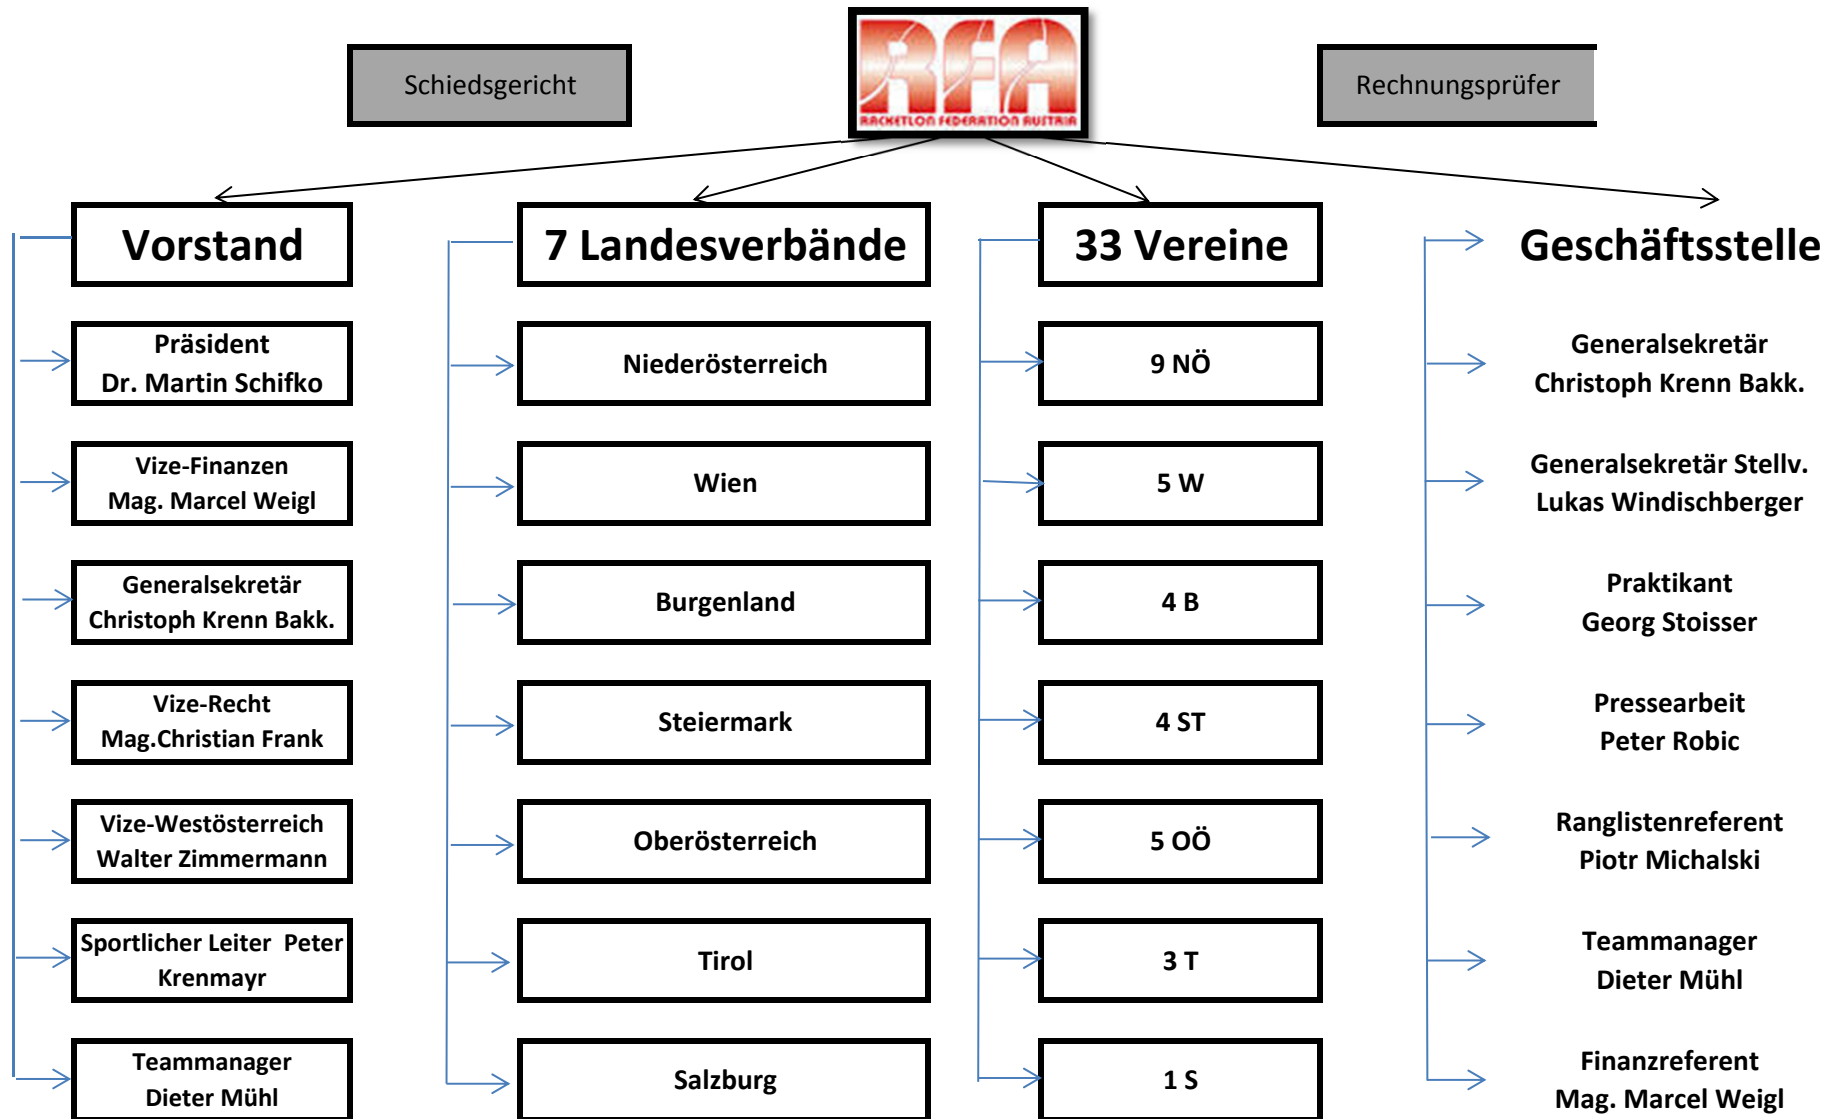 Schiedsgericht
RFA
RACKETLON FEDERATION AUSTRIA
Rechnungsprüfer
Vorstand
Präsident
Dr. Martin Schifko
Vize-Finanzen
Mag. Marcel Weigl
Generalsekretär
Christoph Krenn Bakk.
Vize-Recht
Mag.Christian Frank
Vize-Westösterreich
Walter Zimmermann
Sportlicher Leiter  Peter
Krenmayr
Teammanager
Dieter Mühl
7 Landesverbände
Niederösterreich
Wien
Burgenland
Steiermark
Oberösterreich
Tirol
Salzburg
33 Vereine
9 NÖ
5 W
4 B
4 ST
5 OÖ
3 T
1 S
Geschäftsstelle
Generalsekretär
Christoph Krenn Bakk.
Generalsekretär Stellv.
Lukas Windischberger
Praktikant
Georg Stoisser
Pressearbeit
Peter Robic
Ranglistenreferent
Piotr Michalski
Teammanager
Dieter Mühl
Finanzreferent
Mag. Marcel Weigl